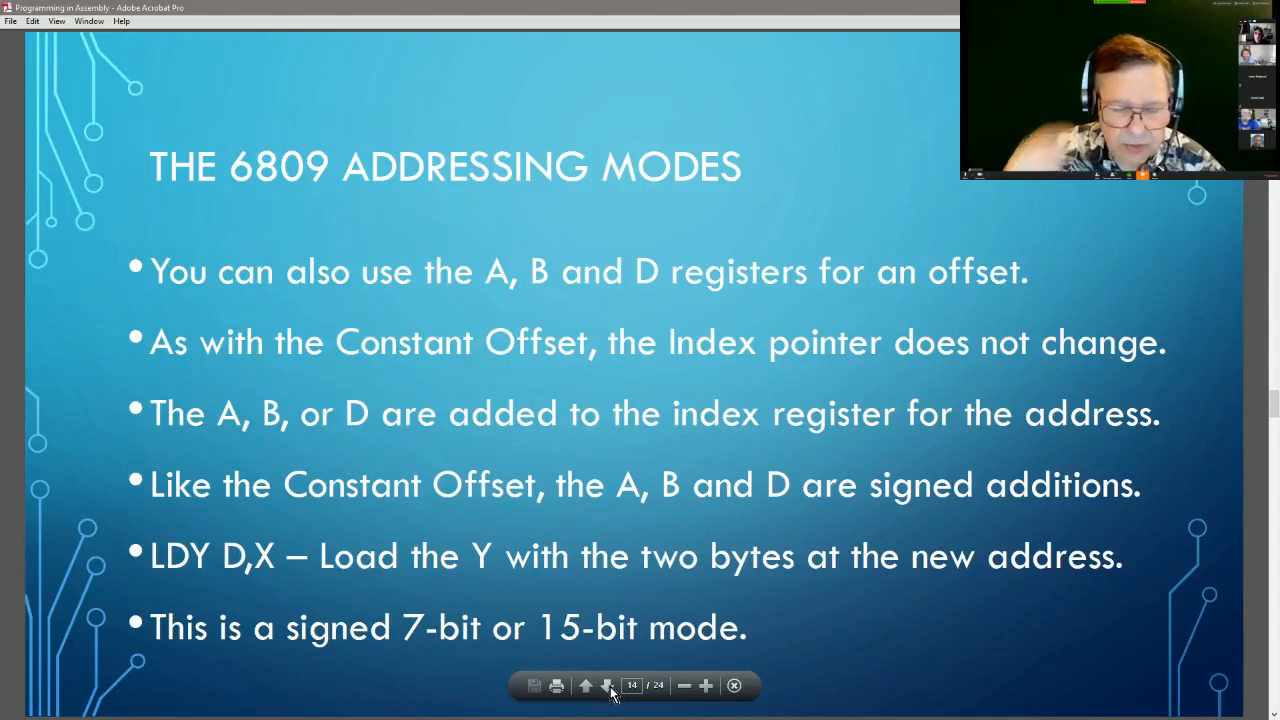 Programming in Assembly - Adobe Acrobat Pro
File Edit View Window Help
THE 6809 ADDRESSING MODES
• You can also use the A, B and D registers for an offset.
• As with the Constant Offset, the Index pointer does not change.
• The A, B, or D are added to the index register for the address.
• Like the Constant Offset, the A, B and D are signed additions.
• LDY D,X – Load the Y with the two bytes at the new address.
• This is a signed 7-bit or 15-bit mode.
14 / 24